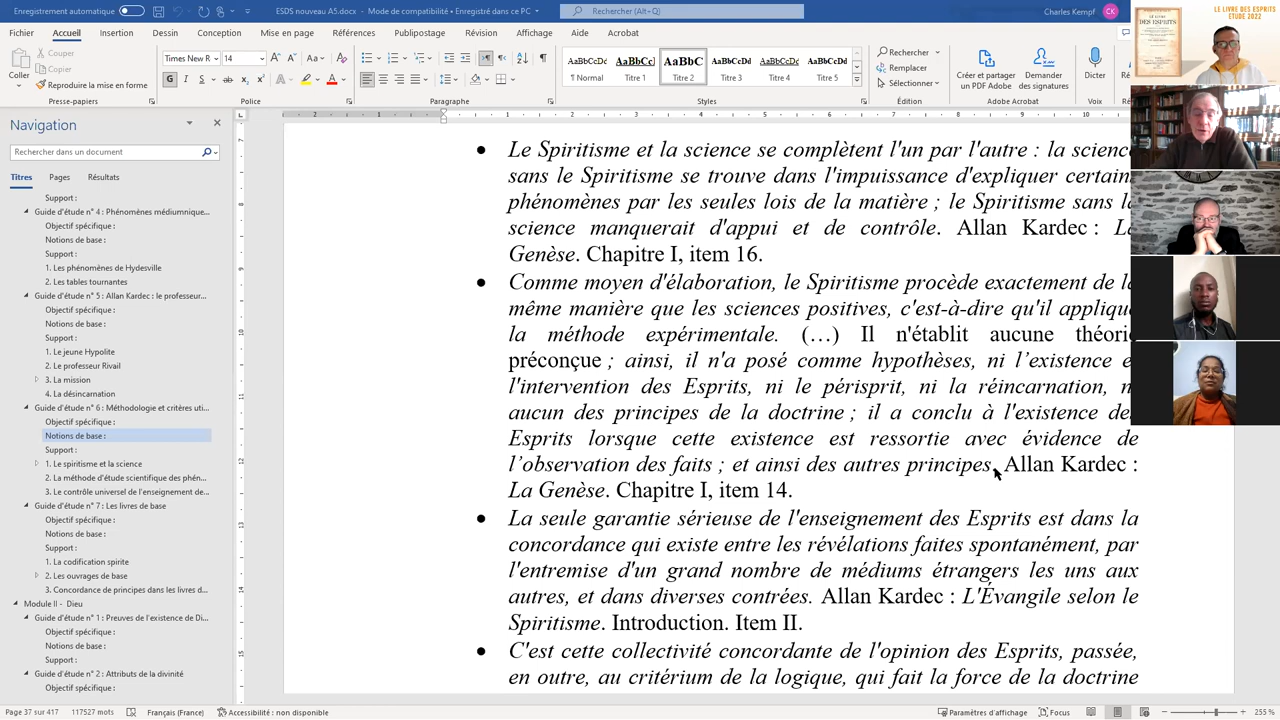 Enregistrement automatique
ESDS nouveau A5.docx - Mode de compatibilité • Enregistré
Rechercher (Alt+Q)
Charles Kempf
CK
LE LIVRE DES ESPRITS
ETUDE 2022
DES ESPRITS
Fichier Accueil Insertion Dessin Conception Mise en page Références Publipostage Révision Affichage Aide Acrobat
Coller
Couper
Copier
Reproduire la mise en forme
Presse-papiers
Times New R 14
Police
Paragraphe
AaBbCcDc AaBbCc AaBbC AaBbCcDd AaBbCcDc AaBbCcDd
¶ Normal Titre 1 Titre 2 Titre 3 Titre 4 Titre 5
Styles
Rechercher
Remplacer
Sélectionner
Édition
Créer et partager
un PDF Adobe
Demander
des signatures
Adobe Acrobat
Dicter
Voix
Navigation
Rechercher dans un document
Titres Pages Résultats
Support :
Guide d'étude n° 4 : Phénomènes médiumnique...
Objectif spécifique :
Notions de base :
Support :
1. Les phénomènes de Hydesville
2. Les tables tournantes
Guide d'étude n° 5 : Allan Kardec : le professeur...
Objectif spécifique :
Notions de base :
Support :
1. Le jeune Hypolite
2. Le professeur Rivail
3. La mission
4. La désincarnation
Guide d'étude n° 6 : Méthodologie et critères uti...
Objectif spécifique :
Notions de base :
Support :
1. Le spiritisme et la science
2. La méthode d'étude scientifique des phén...
3. Le contrôle universel de l'enseignement de...
Guide d'étude n° 7 : Les livres de base
Objectif spécifique :
Notions de base :
Support :
1. La codification spirite
2. Les ouvrages de base
3. Concordance de principes dans les livres d...
Module II - Dieu
Guide d'étude n° 1 : Preuves de l'existence de Di...
Objectif spécifique :
Notions de base :
Support :
Guide d'étude n° 2 : Attributs de la divinité
Objectif spécifique :
• Le Spiritisme et la science se complètent l'un par l'autre : la science
sans le Spiritisme se trouve dans l'impuissance d'expliquer certain
phénomènes par les seules lois de la matière ; le Spiritisme sans l
science manquerait d'appui et de contrôle. Allan Kardec : L
Genèse. Chapitre I, item 16.
• Comme moyen d'élaboration, le Spiritisme procède exactement de l
même manière que les sciences positives, c'est-à-dire qu'il applique
la méthode expérimentale. (…) Il n'établit aucune théorie
préconçue ; ainsi, il n'a posé comme hypothèses, ni l’existence e
l'intervention des Esprits, ni le périsprit, ni la réincarnation, n
aucun des principes de la doctrine ; il a conclu à l'existence de
Esprits lorsque cette existence est ressortie avec évidence de
l’observation des faits ; et ainsi des autres principes. Allan Kardec :
La Genèse. Chapitre I, item 14.
• La seule garantie sérieuse de l'enseignement des Esprits est dans la
concordance qui existe entre les révélations faites spontanément, par
l'entremise d'un grand nombre de médiums étrangers les uns aux
autres, et dans diverses contrées. Allan Kardec : L'Évangile selon le
Spiritisme. Introduction. Item II.
• C'est cette collectivité concordante de l'opinion des Esprits, passée,
en outre, au critérium de la logique, qui fait la force de la doctrine
Page 37 sur 417 117527 mots Français (France) Accessibilité : non disponible Paramètres d'affichage Focus 255 %